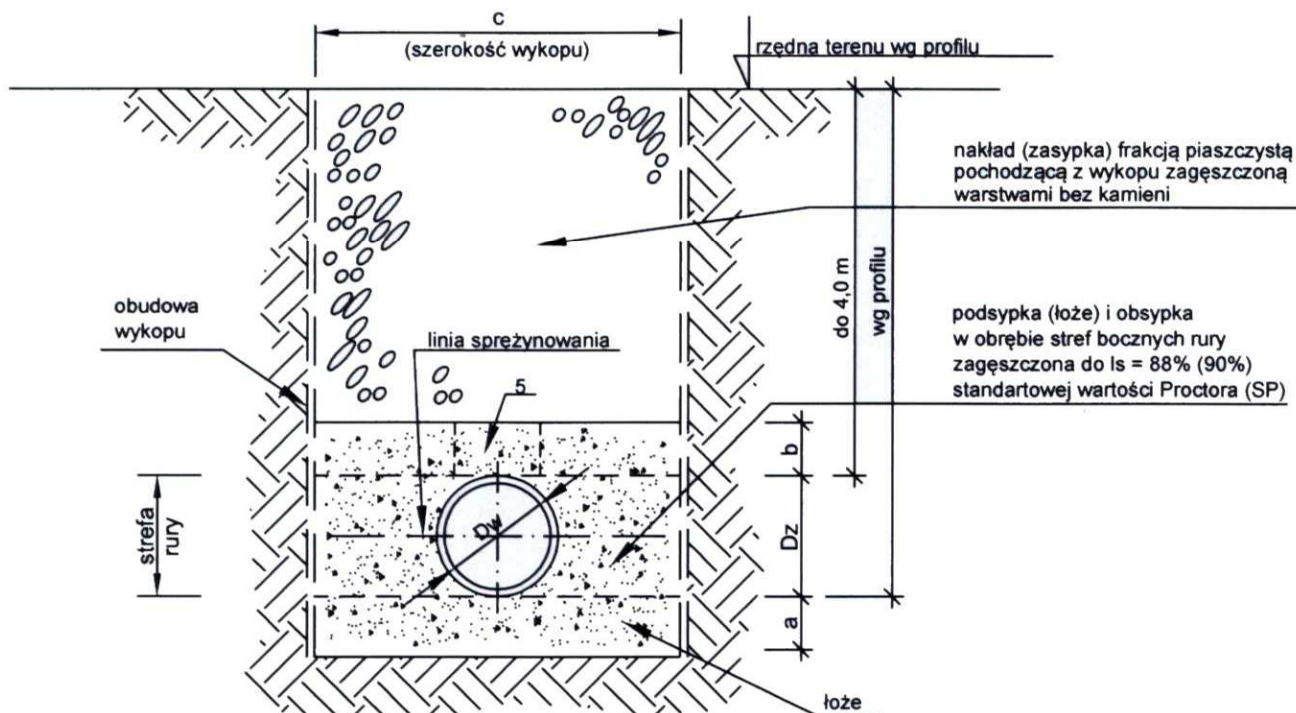 c
(szerokość wykopu)
rzędna terenu wg profilu
nakład (zasypka) frakcją piaszczystą
pochodzącą z wykopu zagęszczoną
warstwami bez kamieni
do 4,0 m
wg profilu
obudowa
wykopu
linia sprężynowania
5
podsypka (łoże) i obsypka
w obrębie stref bocznych rury
zagęszczona do Is = 88% (90%)
standartowej wartości Proctora (SP)
b
strefa
rury
Dw
Dz
a
łoże